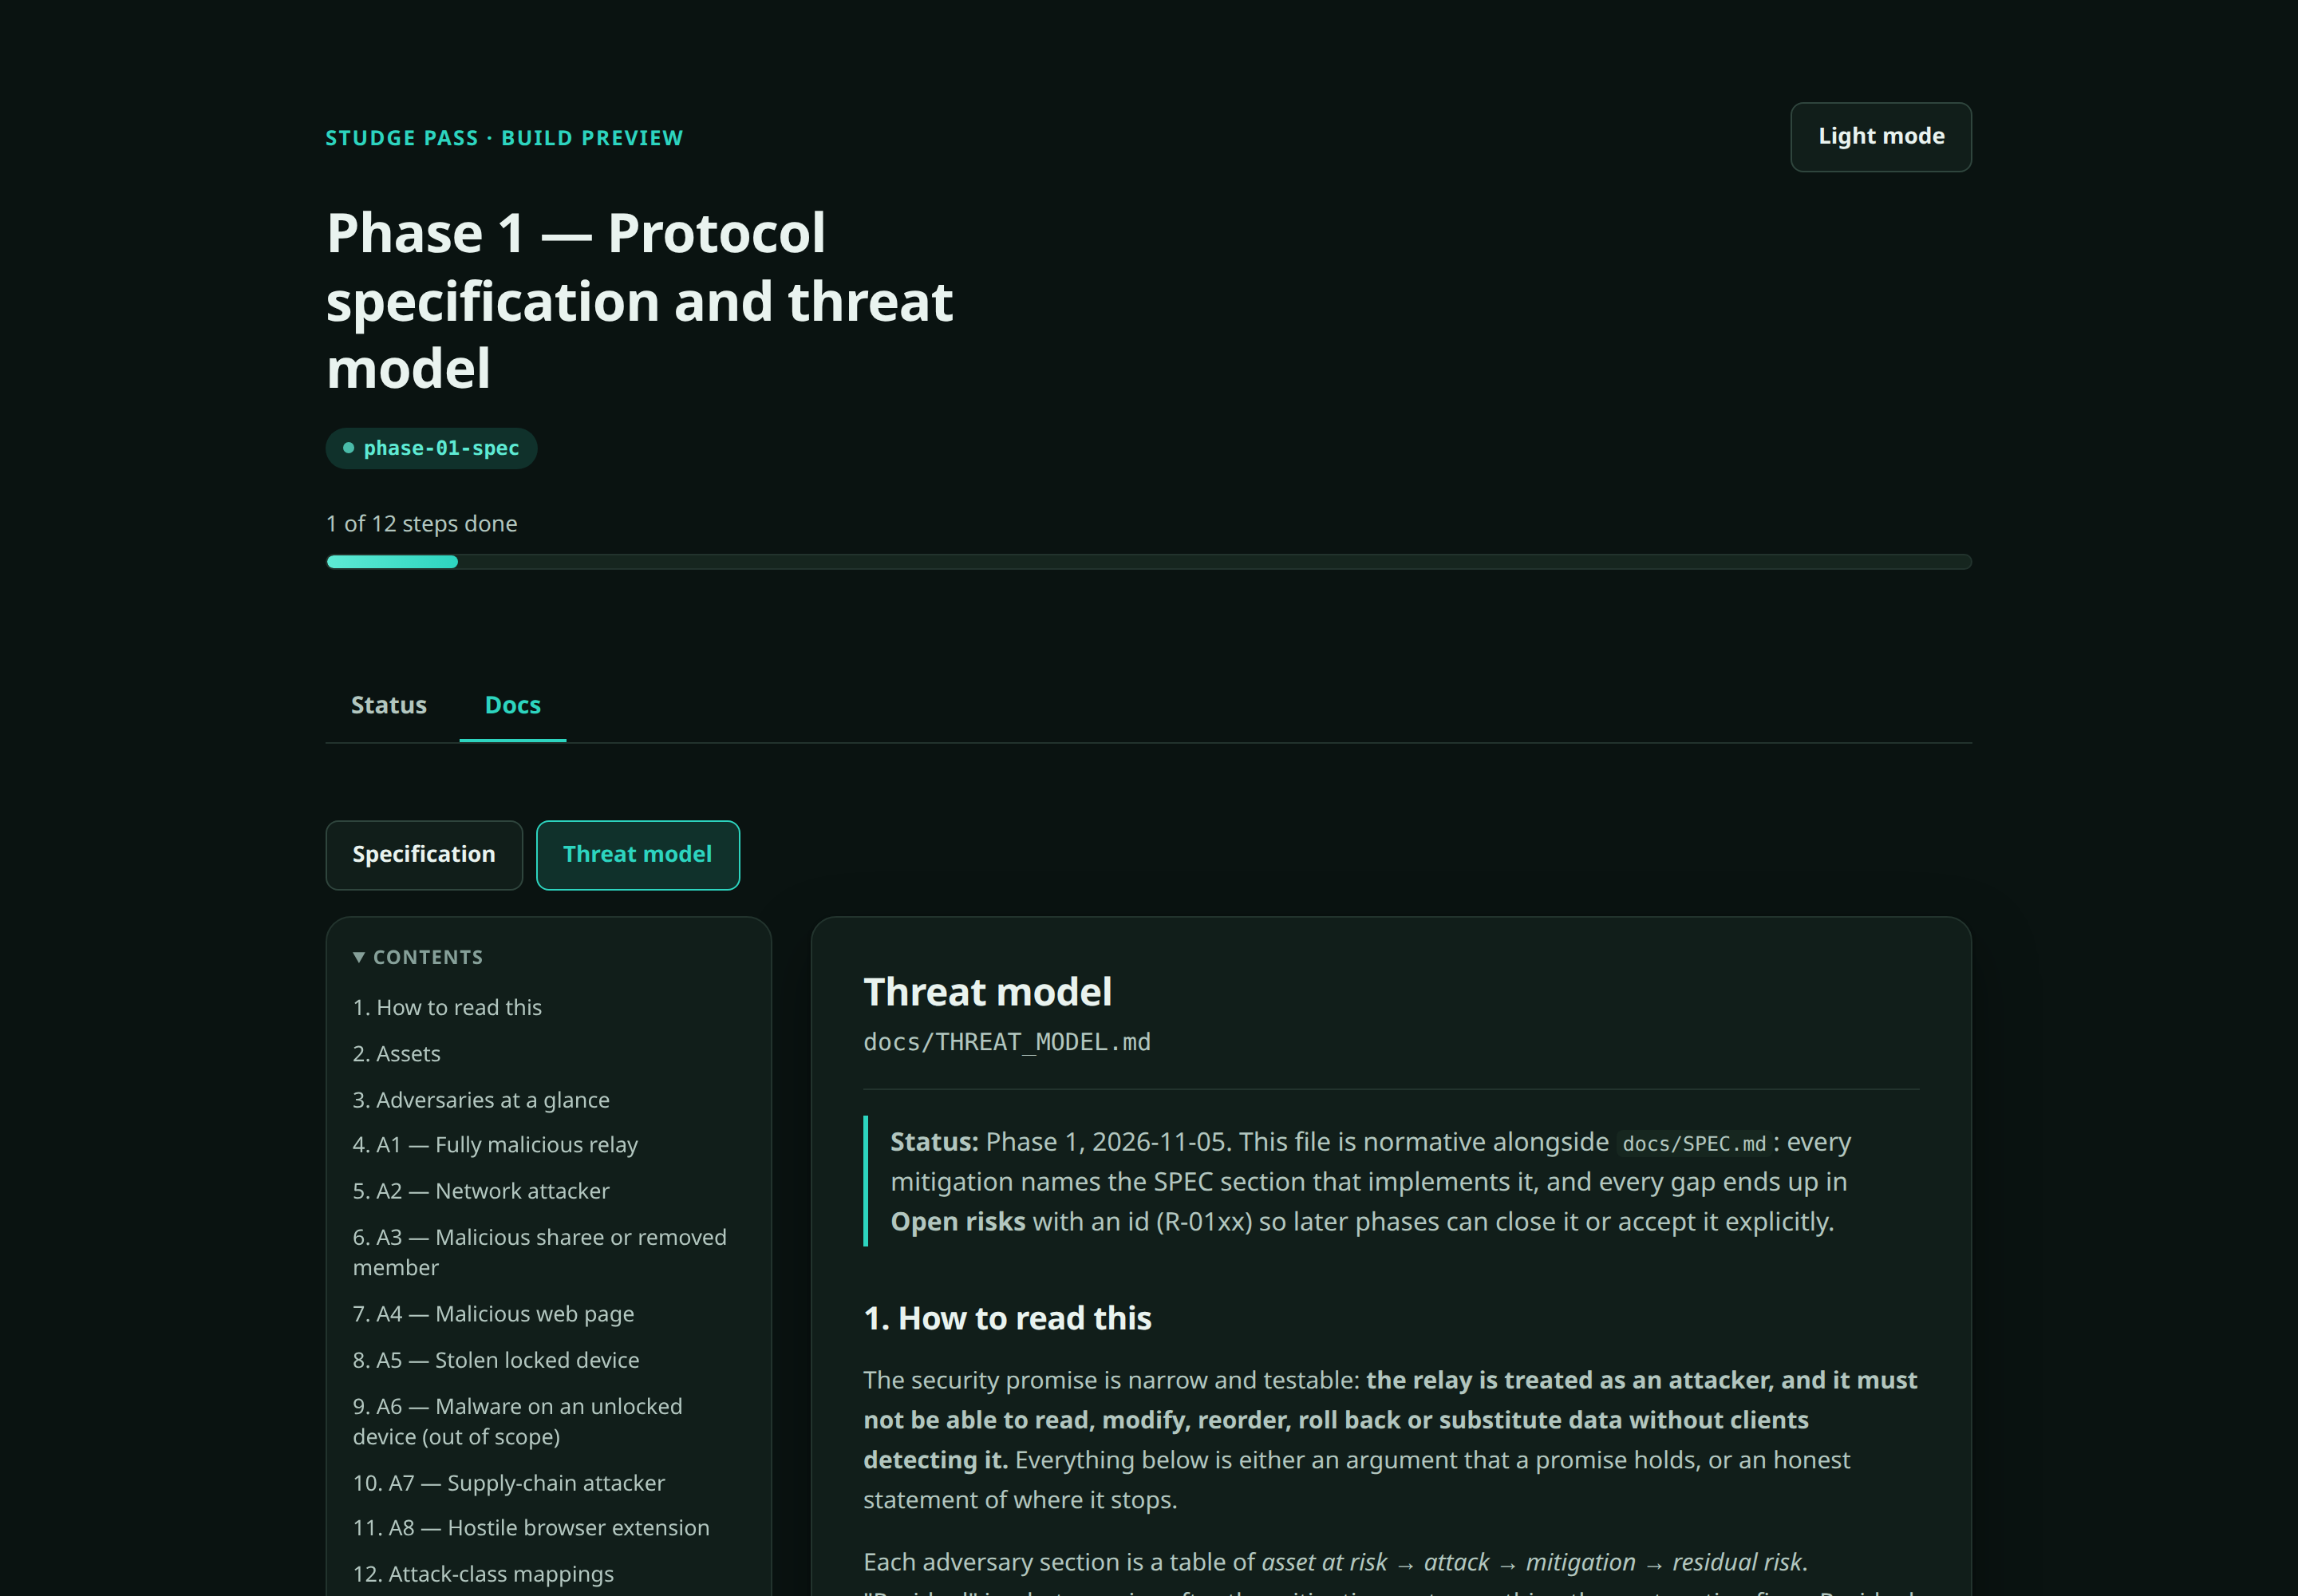 STUDGE PASS · BUILD PREVIEW
Light mode
Phase 1 — Protocol
specification and threat
model
phase-01-spec
1 of 12 steps done
Status
Docs
Specification
Threat model
▼ CONTENTS
1. How to read this
2. Assets
3. Adversaries at a glance
4. A1 — Fully malicious relay
5. A2 — Network attacker
6. A3 — Malicious sharee or removed
member
7. A4 — Malicious web page
8. A5 — Stolen locked device
9. A6 — Malware on an unlocked
device (out of scope)
10. A7 — Supply-chain attacker
11. A8 — Hostile browser extension
12. Attack-class mappings
Threat model
docs/THREAT_MODEL.md
Status: Phase 1, 2026-11-05. This file is normative alongside docs/SPEC.md: every
mitigation names the SPEC section that implements it, and every gap ends up in
Open risks with an id (R-01xx) so later phases can close it or accept it explicitly.
1. How to read this
The security promise is narrow and testable: the relay is treated as an attacker, and it must
not be able to read, modify, reorder, roll back or substitute data without clients
detecting it. Everything below is either an argument that a promise holds, or an honest
statement of where it stops.
Each adversary section is a table of asset at risk → attack → mitigation → residual risk.